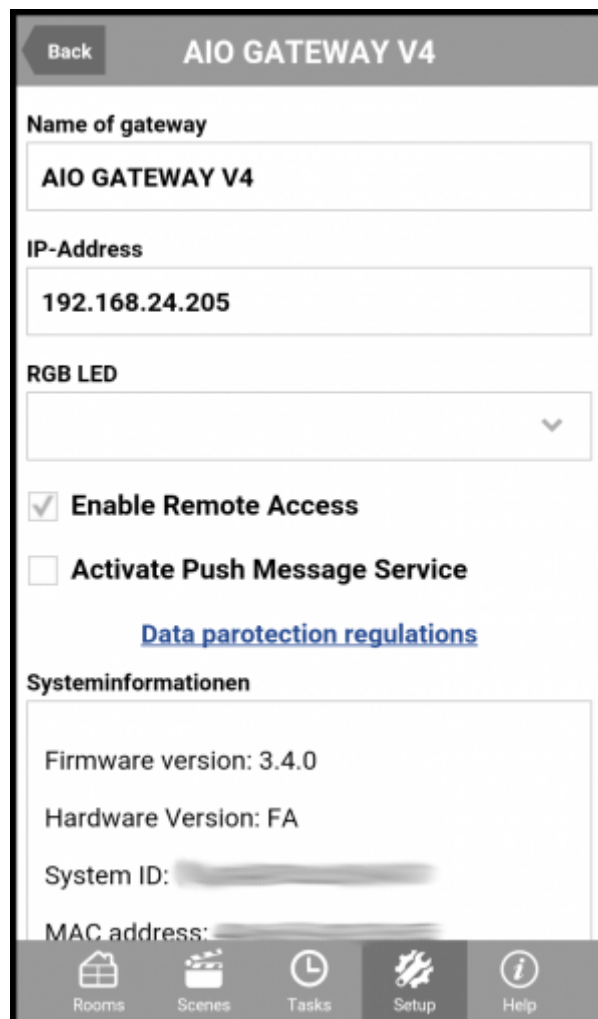 Back
AIO GATEWAY V4
Name of gateway
AIO GATEWAY V4
IP-Address
192.168.24.205
RGB LED
Enable Remote Access
Activate Push Message Service
Data parotection regulations
Systeminformationen
Firmware version: 3.4.0
Hardware Version: FA
System ID:
MAC address:
Rooms Scenes Tasks Setup Help